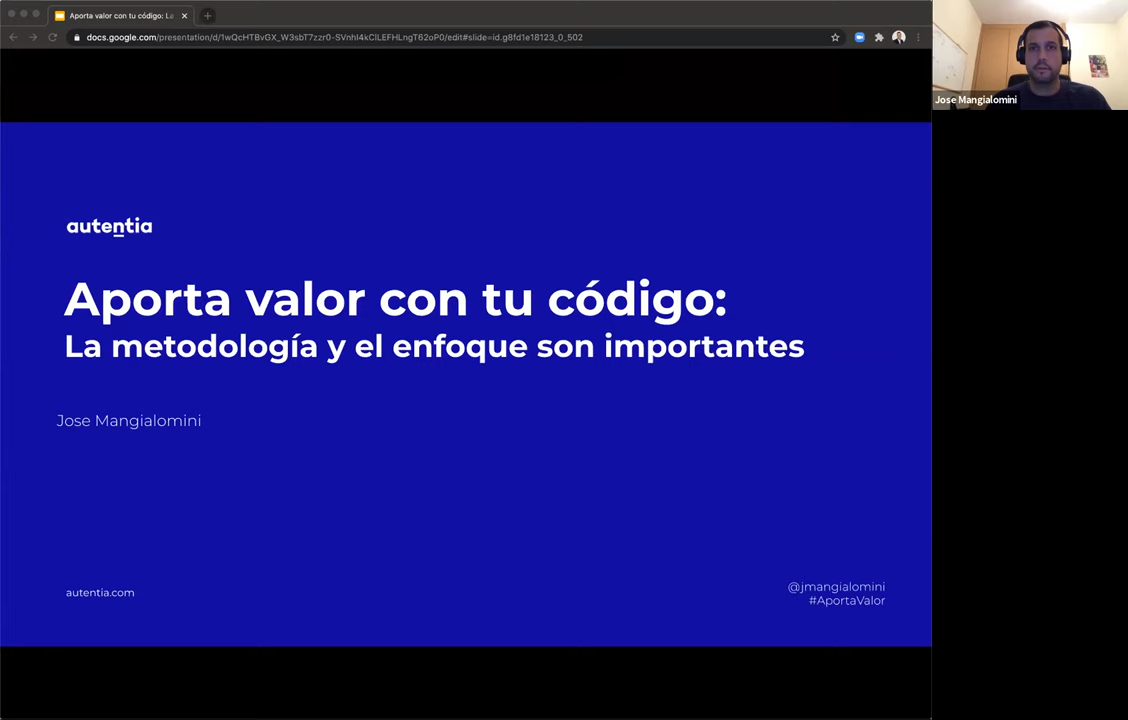 Aporta valor con tu código: La
docs.google.com/presentation/d/1wQcHTBvGX_W3sbT7zzr0-SVnhI4kCILEFHLngT62oP0/edit#slide=id.g8fd1e18123_0_502
Jose Mangialomini
autentia
Aporta valor con tu código:
La metodología y el enfoque son importantes
Jose Mangialomini
autentia.com
@jmangialomini
#AportaValor